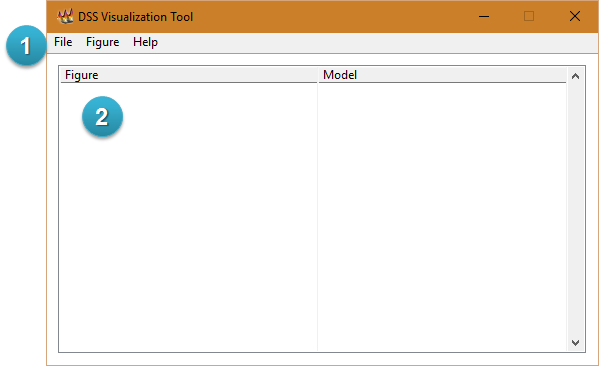 DSS Visualization Tool
1
File Figure Help
Figure Model
2